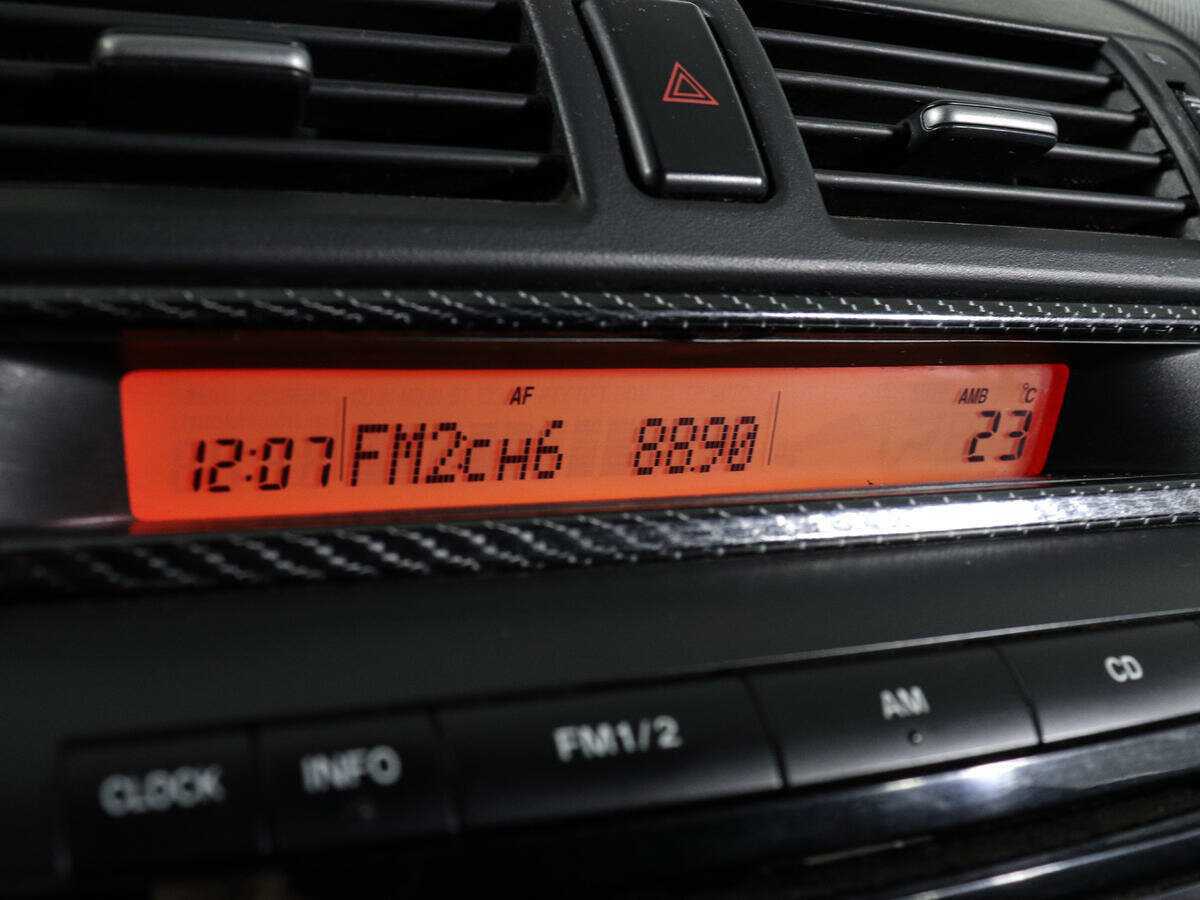 AF AMB °C
12:07 FM2CH6 88.90 23
CLOCK INFO FM1/2 AM CD